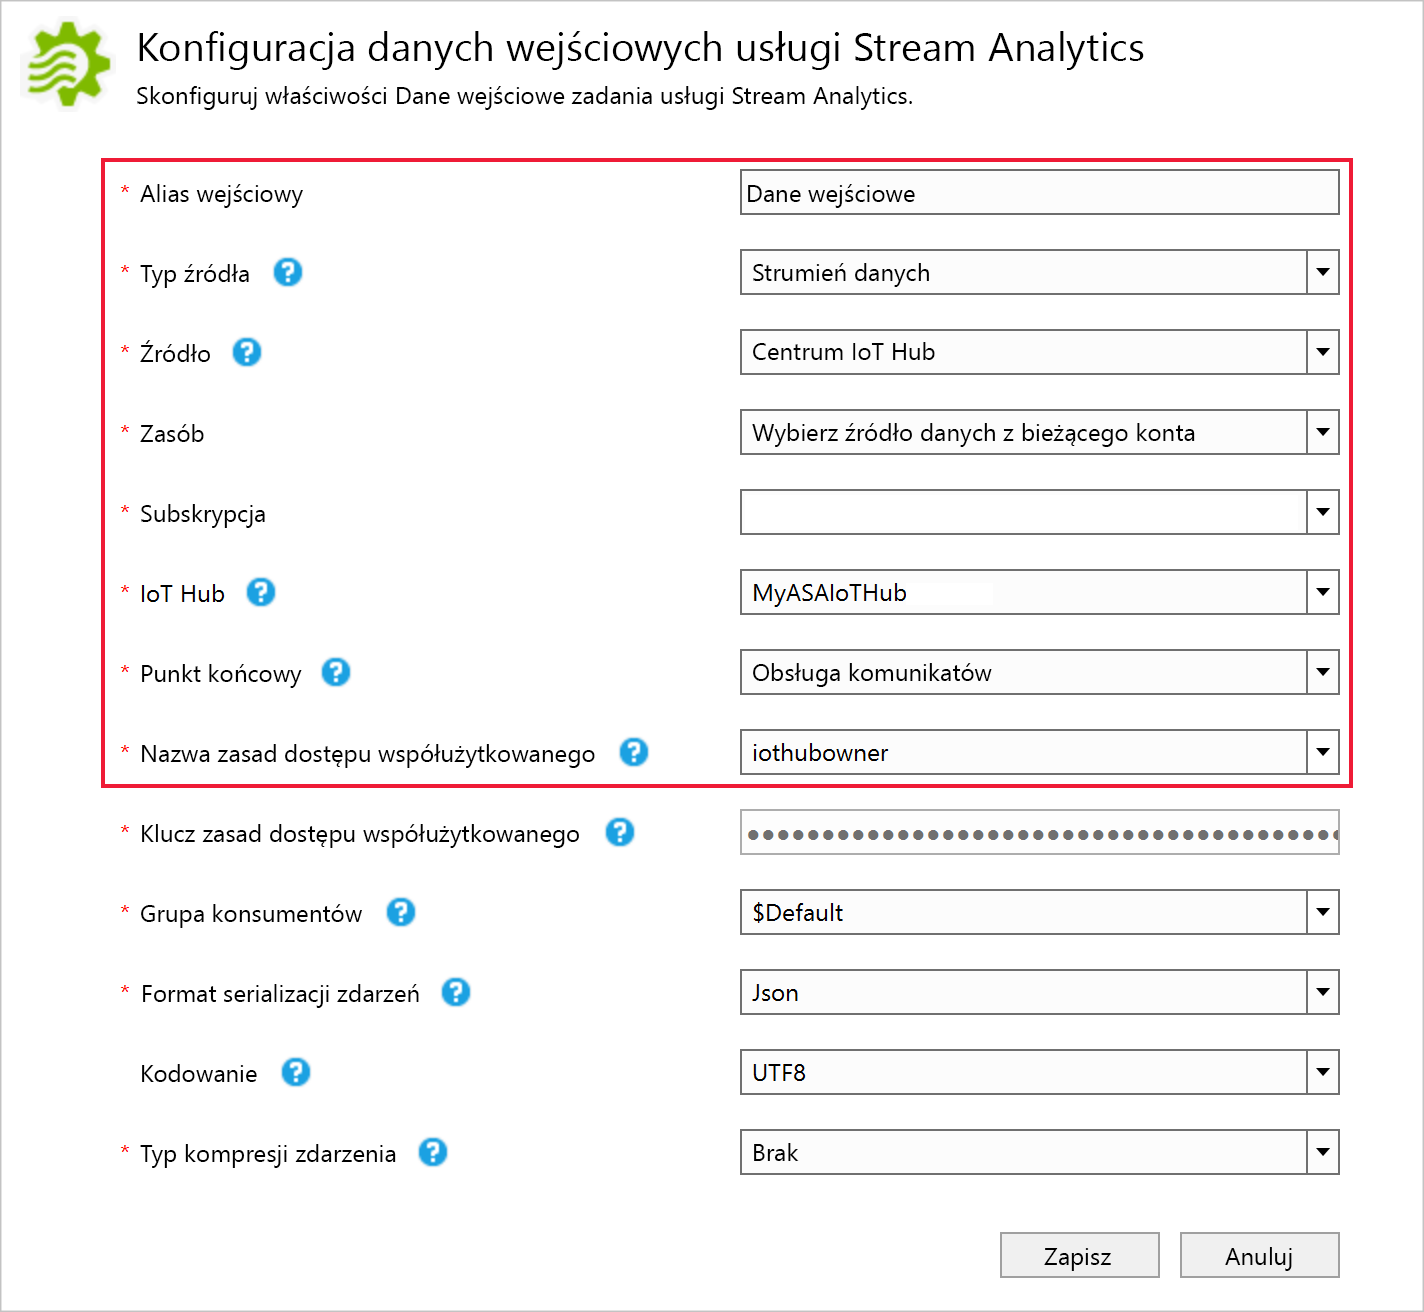 Konfiguracja danych wejściowych usługi Stream Analytics
Skonfiguruj właściwości Dane wejściowe zadania usługi Stream Analytics.
* Alias wejściowy Dane wejściowe
* Typ źródła ? Strumień danych
* Źródło ? Centrum IoT Hub
* Zasób Wybierz źródło danych z bieżącego konta
* Subskrypcja
* IoT Hub ? MyASAIoTHub
* Punkt końcowy ? Obsługa komunikatów
* Nazwa zasad dostępu współużytkowanego ? iothubowner
* Klucz zasad dostępu współużytkowanego ?
* Grupa konsumentów ? $Default
* Format serializacji zdarzeń ? Json
Kodowanie ? UTF8
* Typ kompresji zdarzenia ? Brak
Zapisz Anuluj